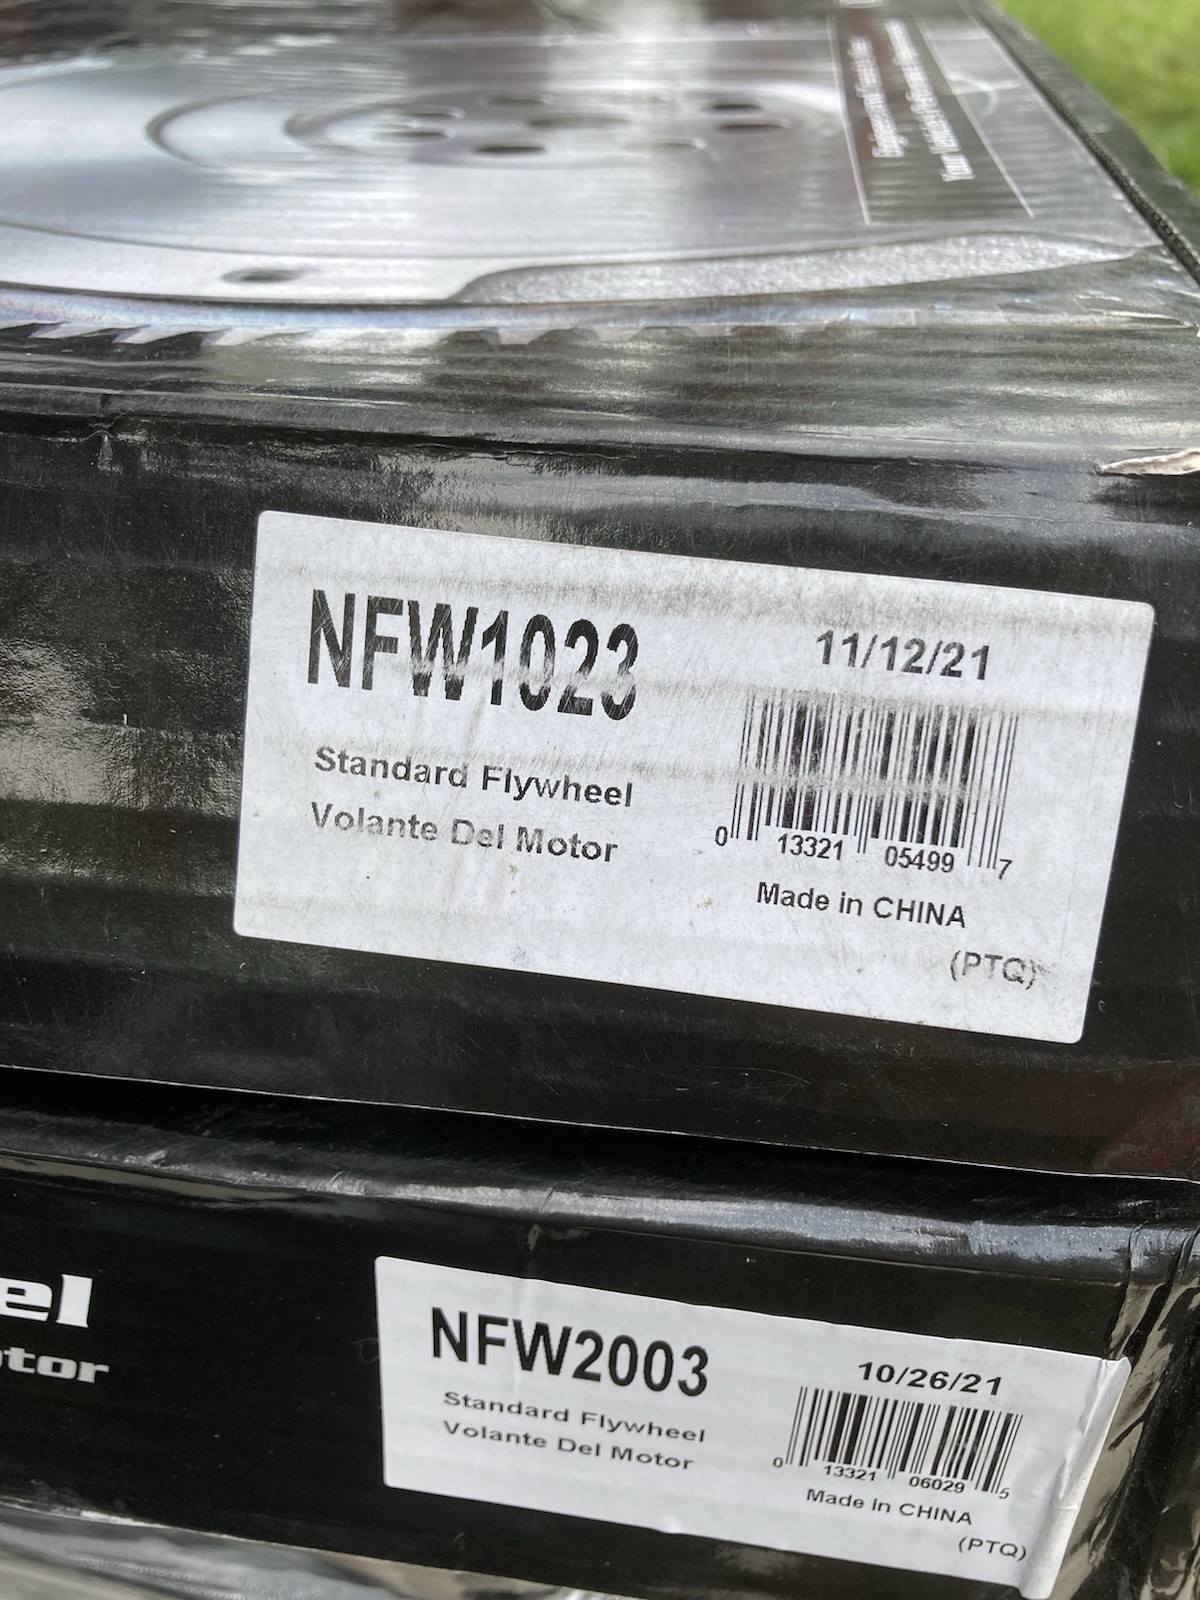 NFW1023
11/12/21
Standard Flywheel
Volante Del Motor
0 13321 05499 7
Made in CHINA
(PTQ)
el
otor
NFW2003
10/26/21
Standard Flywheel
Volante Del Motor
0 13321 06029 5
Made in CHINA
(PTQ)